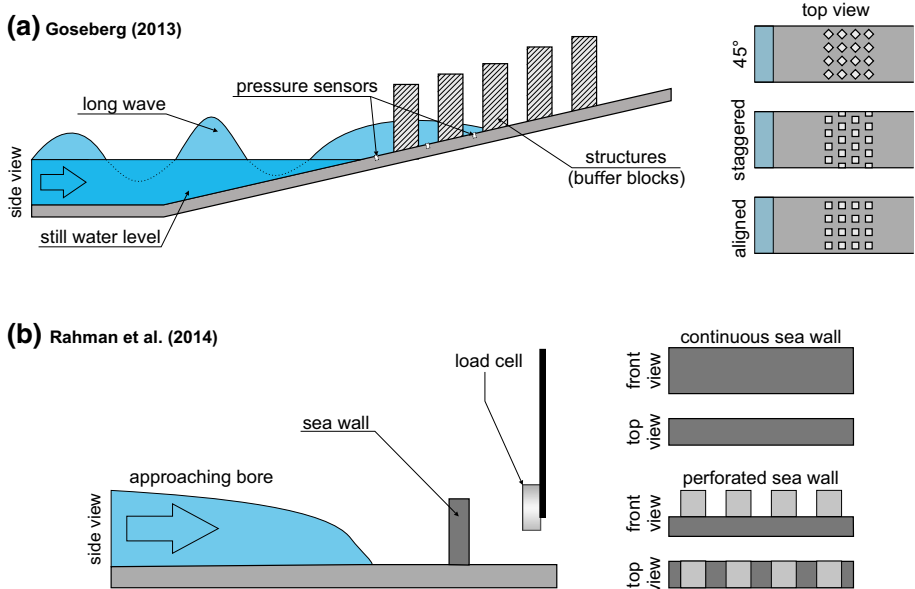 (a) Goseberg (2013)
top view
long wave
pressure sensors
45°
side view
structures
(buffer blocks)
staggered
still water level
aligned
(b) Rahman et al. (2014)
load cell
continuous sea wall
front
view
sea wall
top
view
approaching bore
perforated sea wall
side view
front
view
top
view